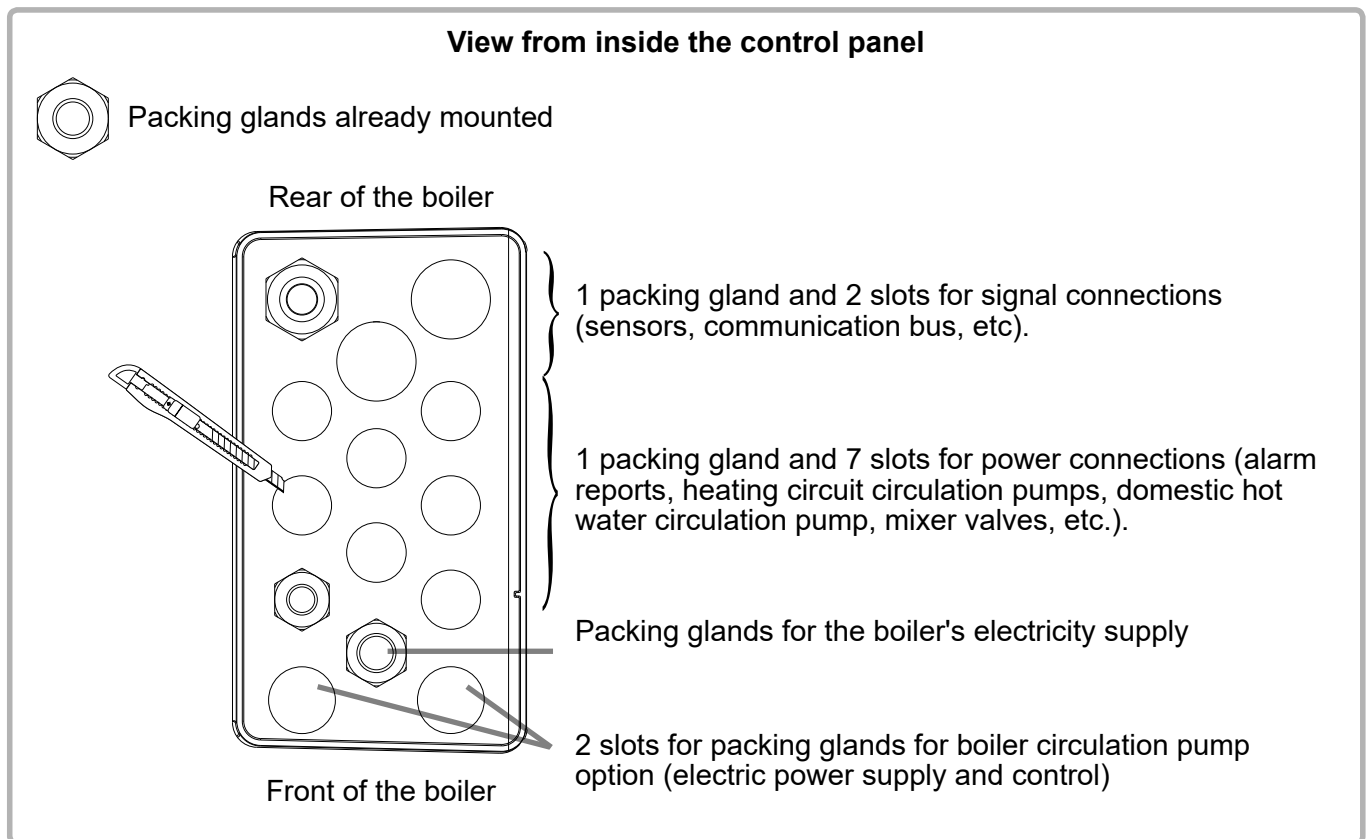 View from inside the control panel
Packing glands already mounted
Rear of the boiler
1 packing gland and 2 slots for signal connections
(sensors, communication bus, etc).
1 packing gland and 7 slots for power connections (alarm
reports, heating circuit circulation pumps, domestic hot
water circulation pump, mixer valves, etc.).
Packing glands for the boiler's electricity supply
2 slots for packing glands for boiler circulation pump
option (electric power supply and control)
Front of the boiler